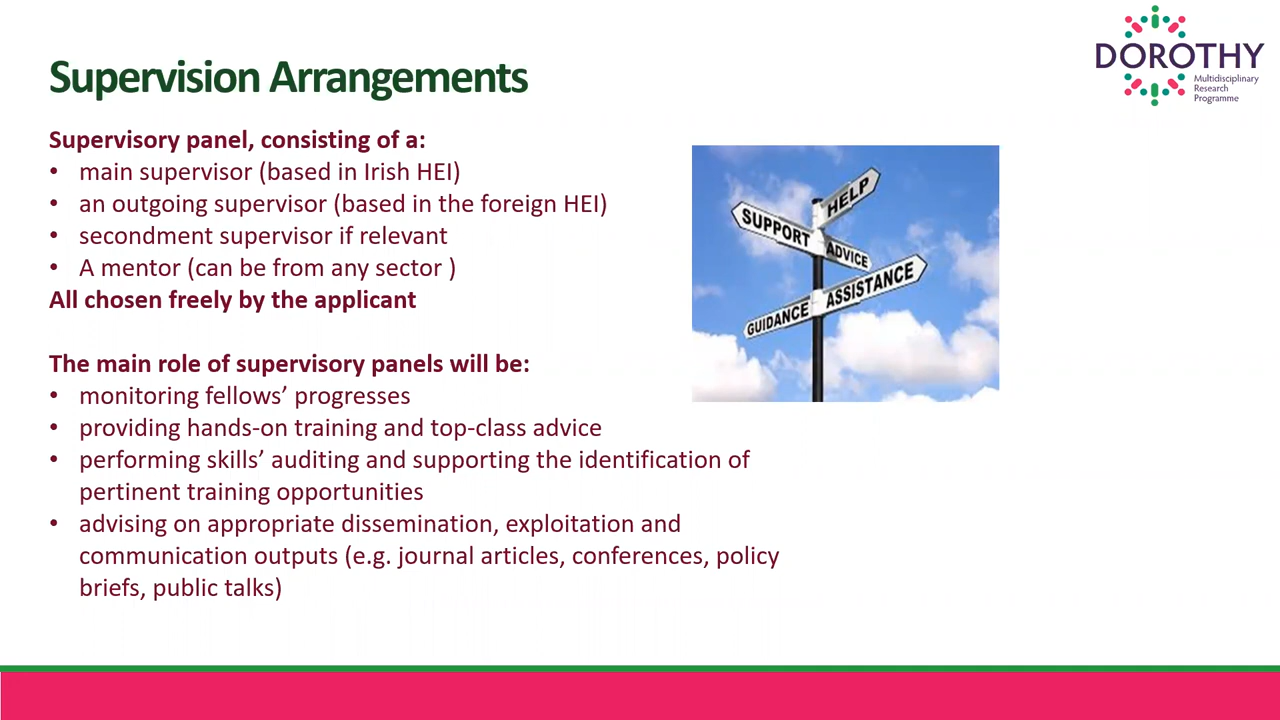 DOROTHY
Multidisciplinary
Research
Programme
Supervision Arrangements
Supervisory panel, consisting of a:
• main supervisor (based in Irish HEI)
• an outgoing supervisor (based in the foreign HEI)
• secondment supervisor if relevant
• A mentor (can be from any sector )
All chosen freely by the applicant
HELP
SUPPORT
ADVICE
ASSISTANCE
GUIDANCE
The main role of supervisory panels will be:
• monitoring fellows’ progresses
• providing hands-on training and top-class advice
• performing skills’ auditing and supporting the identification of
pertinent training opportunities
• advising on appropriate dissemination, exploitation and
communication outputs (e.g. journal articles, conferences, policy
briefs, public talks)